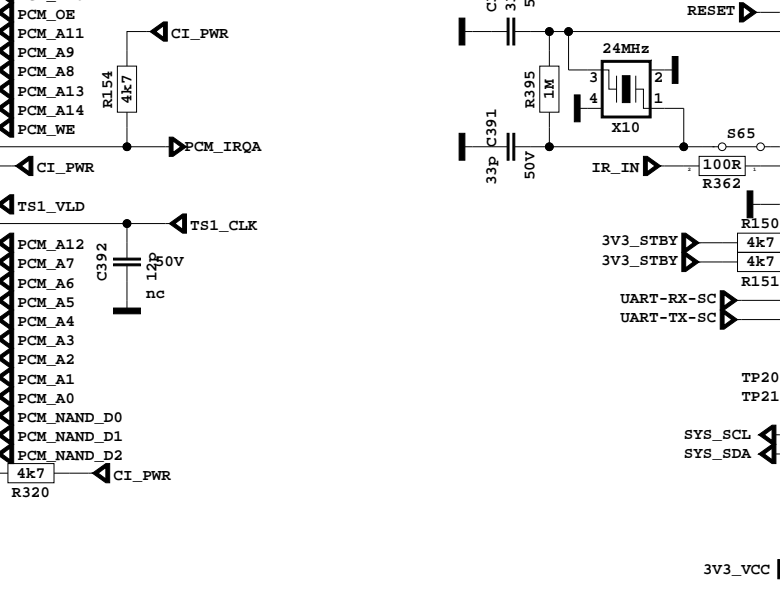 PCM_OE
PCM_A11
PCM_A9
PCM_A8
PCM_A13
PCM_A14
PCM_WE
CI_PWR
R154
4k7
PCM_IRQA
CI_PWR
TS1_VLD
TS1_CLK
PCM_A12
PCM_A7
PCM_A6
PCM_A5
PCM_A4
PCM_A3
PCM_A2
PCM_A1
PCM_A0
PCM_NAND_D0
PCM_NAND_D1
PCM_NAND_D2
C392
12p
50V
nc
4k7
CI_PWR
R320
RESET
24MHz
3
2
4
1
X10
R395
1M
C391
33p
50V
S65
IR_IN
100R
R362
R150
3V3_STBY
4k7
3V3_STBY
4k7
R151
UART-RX-SC
UART-TX-SC
TP20
TP21
SYS_SCL
SYS_SDA
3V3_VCC